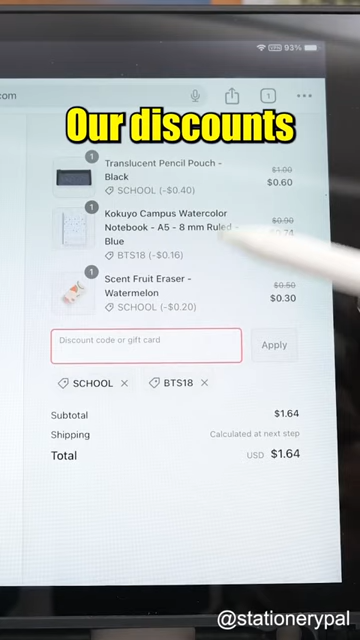 93%
com
1
Our discounts
1
Translucent Pencil Pouch -
Black
$1.00
$0.60
SCHOOL (-$0.40)
1
Kokuyo Campus Watercolor
Notebook - A5 - 8 mm Ruled -
Blue
$0.90
$0.74
BTS18 (-$0.16)
1
Scent Fruit Eraser -
Watermelon
$0.50
$0.30
SCHOOL (-$0.20)
Discount code or gift card
Apply
SCHOOL
BTS18
Subtotal $1.64
Shipping Calculated at next step
Total USD $1.64
@stationerypal